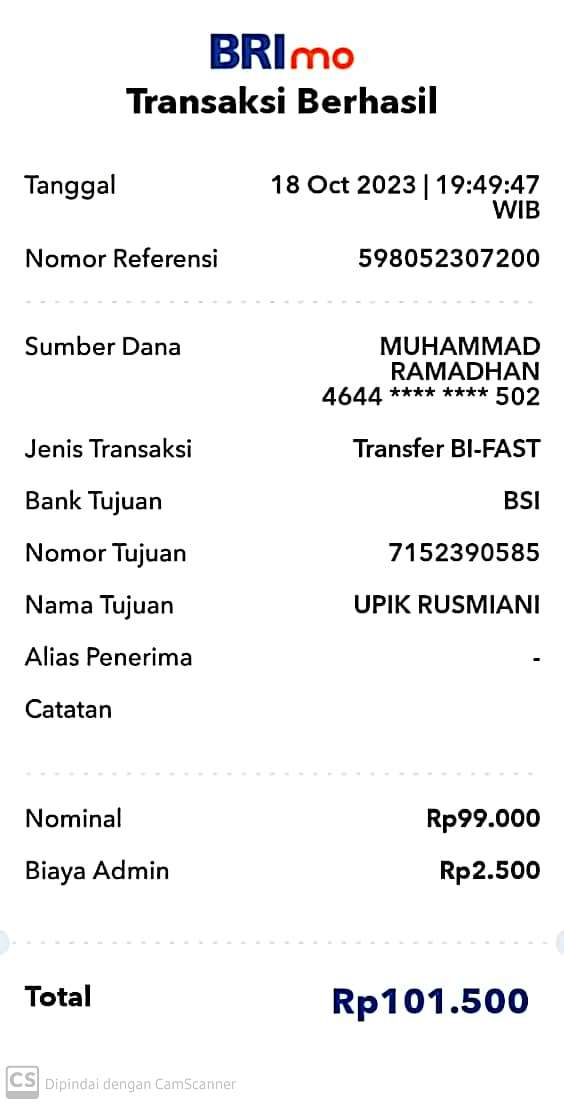 BRImo
Transaksi Berhasil
Tanggal 18 Oct 2023 | 19:49:47
WIB
Nomor Referensi 598052307200
Sumber Dana MUHAMMAD
RAMADHAN
4644 **** **** 502
Jenis Transaksi Transfer BI-FAST
Bank Tujuan BSI
Nomor Tujuan 7152390585
Nama Tujuan UPIK RUSMIANI
Alias Penerima -
Catatan
Nominal Rp99.000
Biaya Admin Rp2.500
Total Rp101.500
CS Dipindai dengan CamScanner